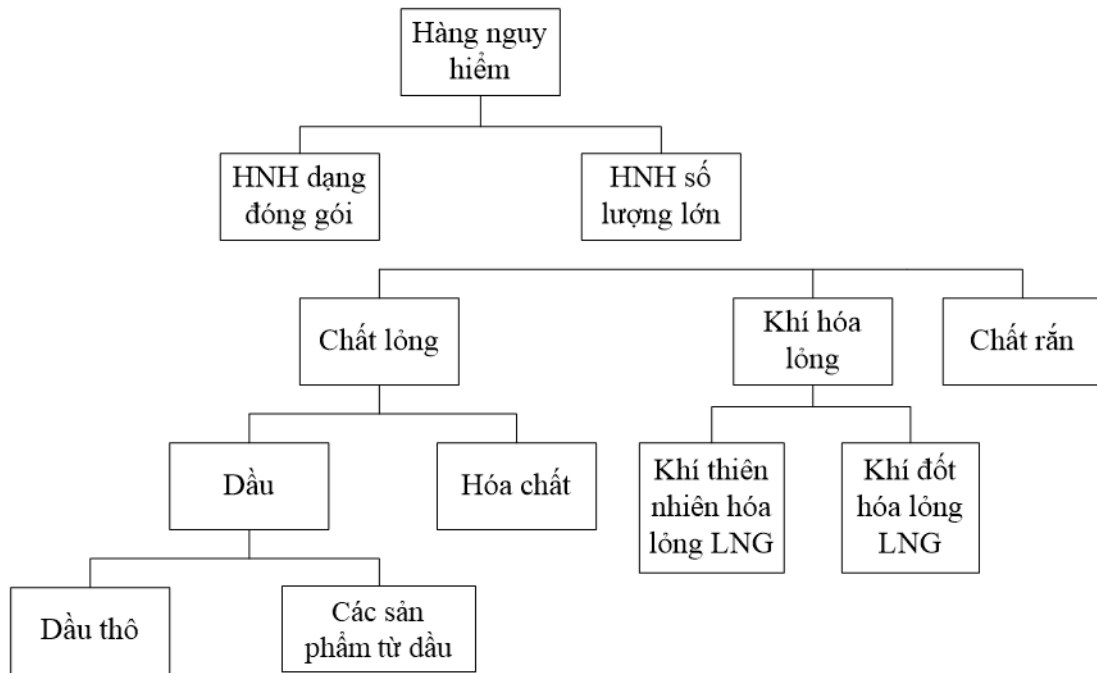 Hàng nguy
hiểm
HNH dạng
đóng gói
HNH số
lượng lớn
Chất lỏng
Khí hóa
lỏng
Chất rắn
Dầu
Hóa chất
Khí thiên
nhiên hóa
lỏng LNG
Khí đốt
hóa lỏng
LNG
Dầu thô
Các sản
phẩm từ dầu